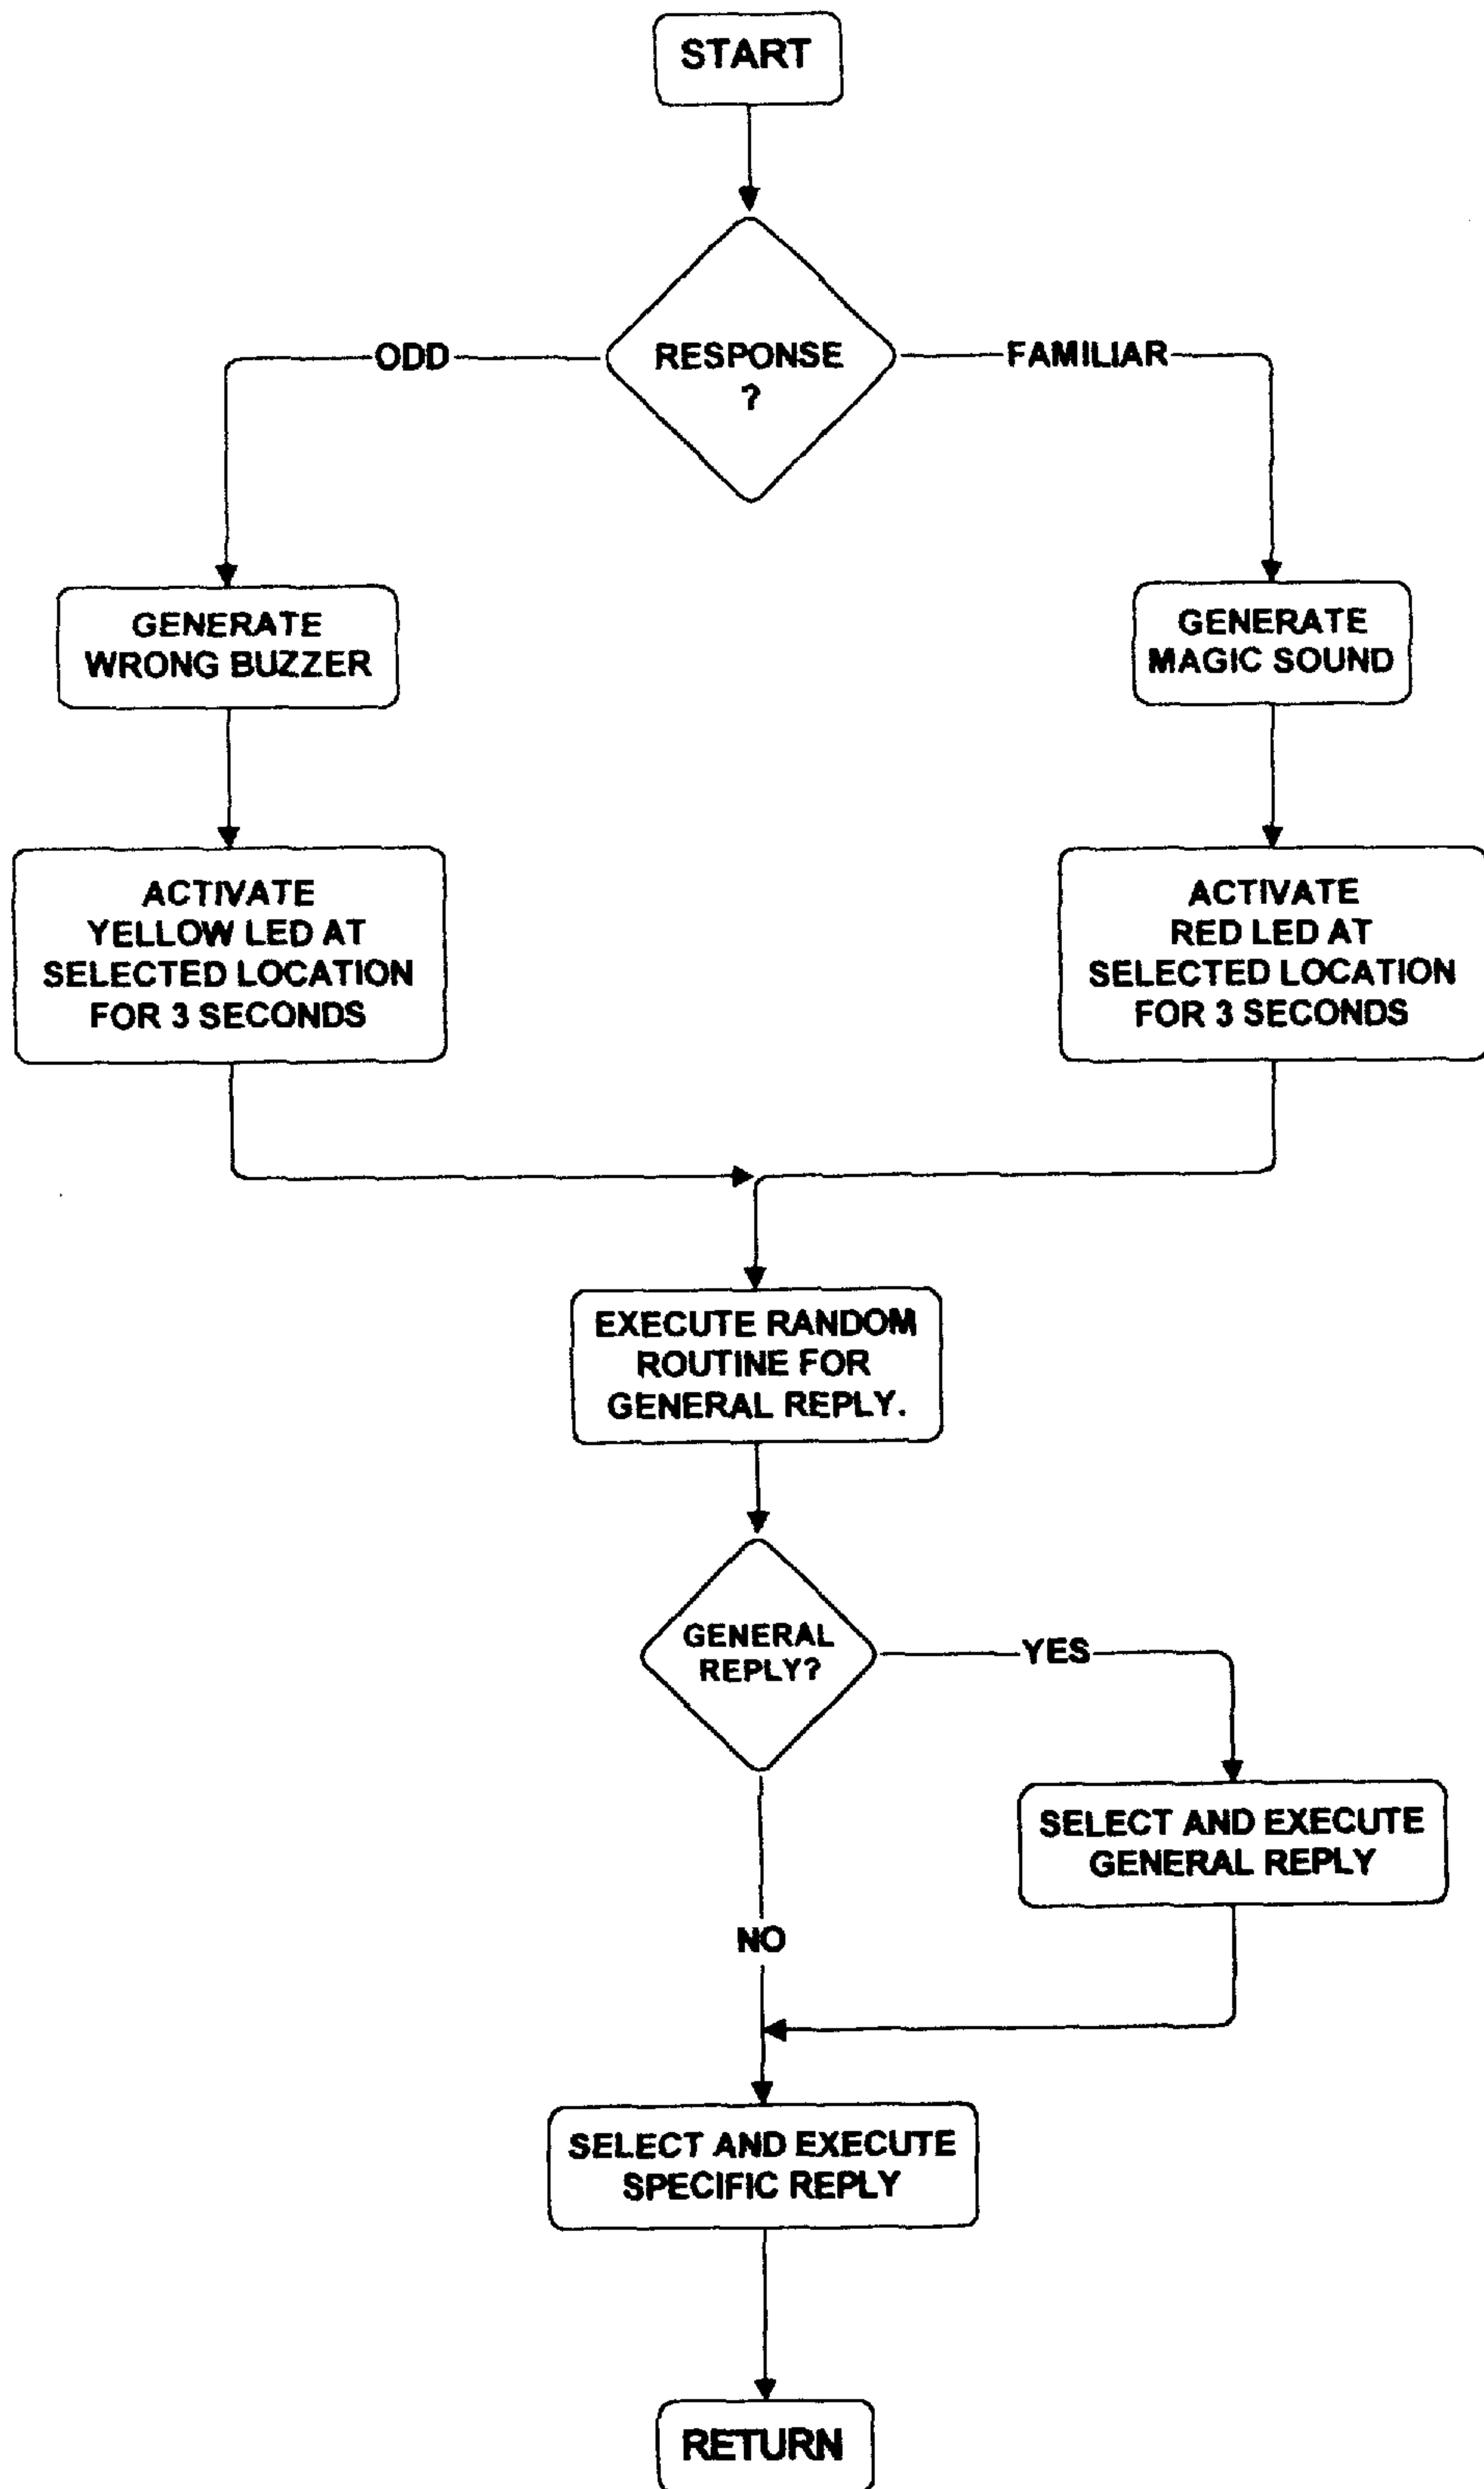 START
RESPONSE
?
ODD
FAMILIAR
GENERATE
WRONG BUZZER
GENERATE
MAGIC SOUND
ACTIVATE
YELLOW LED AT
SELECTED LOCATION
FOR 3 SECONDS
ACTIVATE
RED LED AT
SELECTED LOCATION
FOR 3 SECONDS
EXECUTE RANDOM
ROUTINE FOR
GENERAL REPLY.
GENERAL
REPLY?
YES
SELECT AND EXECUTE
GENERAL REPLY
NO
SELECT AND EXECUTE
SPECIFIC REPLY
RETURN